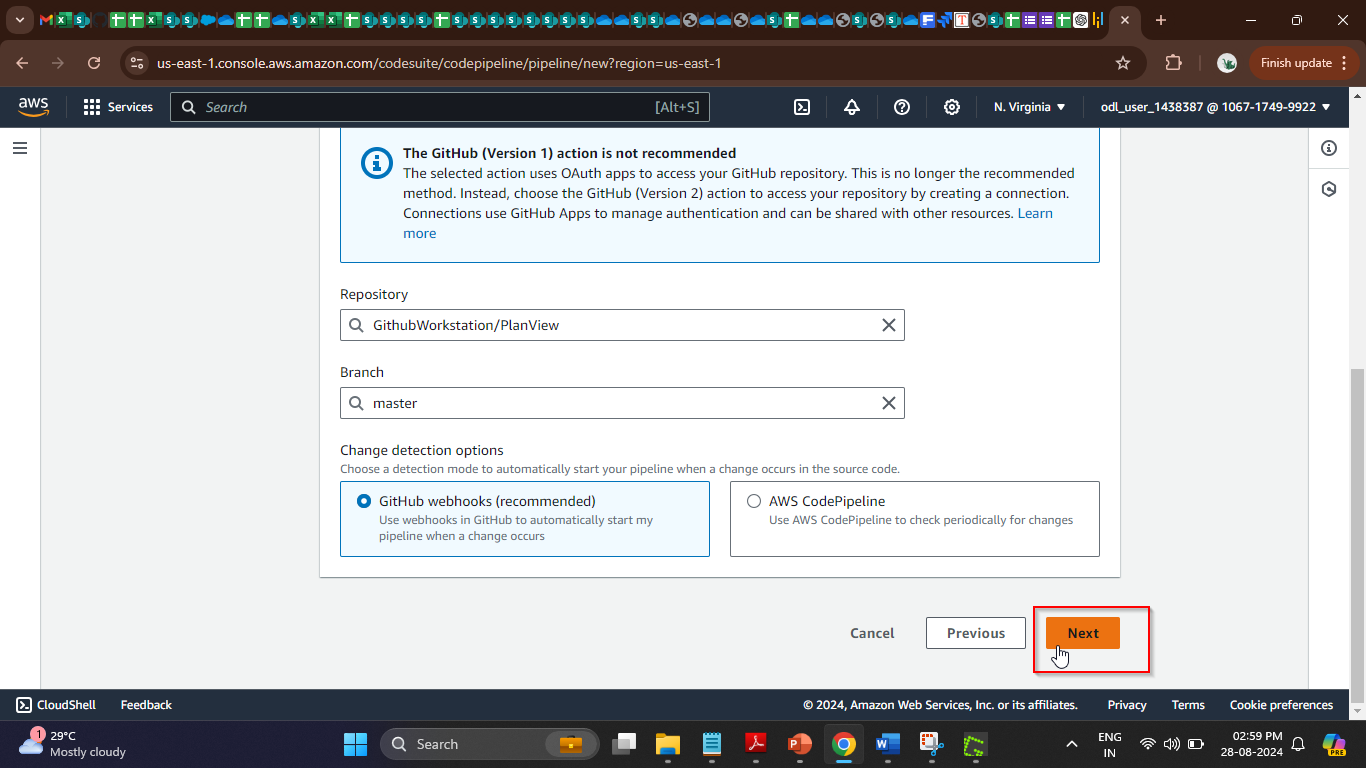 us-east-1.console.aws.amazon.com/codesuite/codepipeline/pipeline/new?region=us-east-1
Finish update
aws
Services
Search
[Alt+S]
N. Virginia
odl_user_1438387 @ 1067-1749-9922
The GitHub (Version 1) action is not recommended
The selected action uses OAuth apps to access your GitHub repository. This is no longer the recommended
method. Instead, choose the GitHub (Version 2) action to access your repository by creating a connection.
Connections use GitHub Apps to manage authentication and can be shared with other resources. Learn
more
Repository
GithubWorkstation/PlanView
Branch
master
Change detection options
Choose a detection mode to automatically start your pipeline when a change occurs in the source code.
GitHub webhooks (recommended)
Use webhooks in GitHub to automatically start my
pipeline when a change occurs
AWS CodePipeline
Use AWS CodePipeline to check periodically for changes
Cancel
Previous
Next
CloudShell
Feedback
© 2024, Amazon Web Services, Inc. or its affiliates.
Privacy
Terms
Cookie preferences
1
29°C
Mostly cloudy
Search
ENG
IN
02:59 PM
28-08-2024
PRE